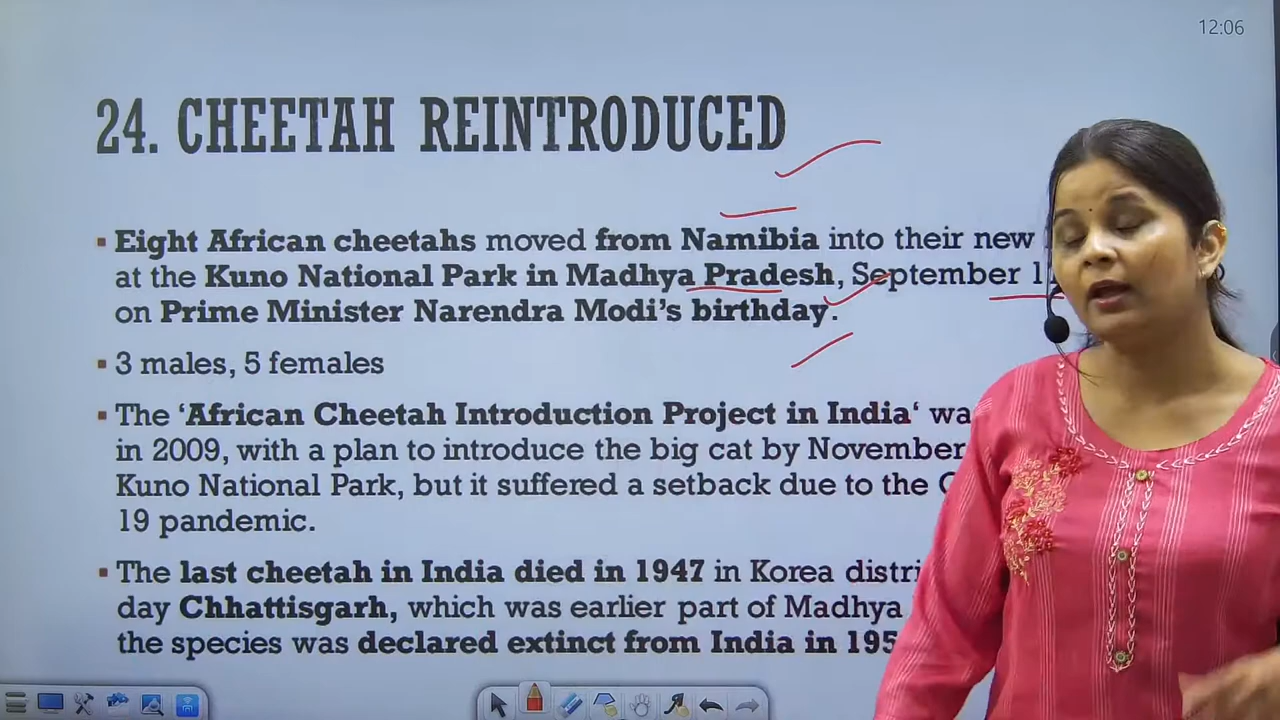 12:06
24. CHEETAH REINTRODUCED
▪ Eight African cheetahs moved from Namibia into their new
at the Kuno National Park in Madhya Pradesh, September
on Prime Minister Narendra Modi's birthday.
▪ 3 males, 5 females
▪ The 'African Cheetah Introduction Project in India‘
in 2009, with a plan to introduce the big cat by November
Kuno National Park, but it suffered a setback due to the
19 pandemic.
▪ The last cheetah in India died in 1947 in Korea
day Chhattisgarh, which was earlier part of Madhya
the species was declared extinct from India in